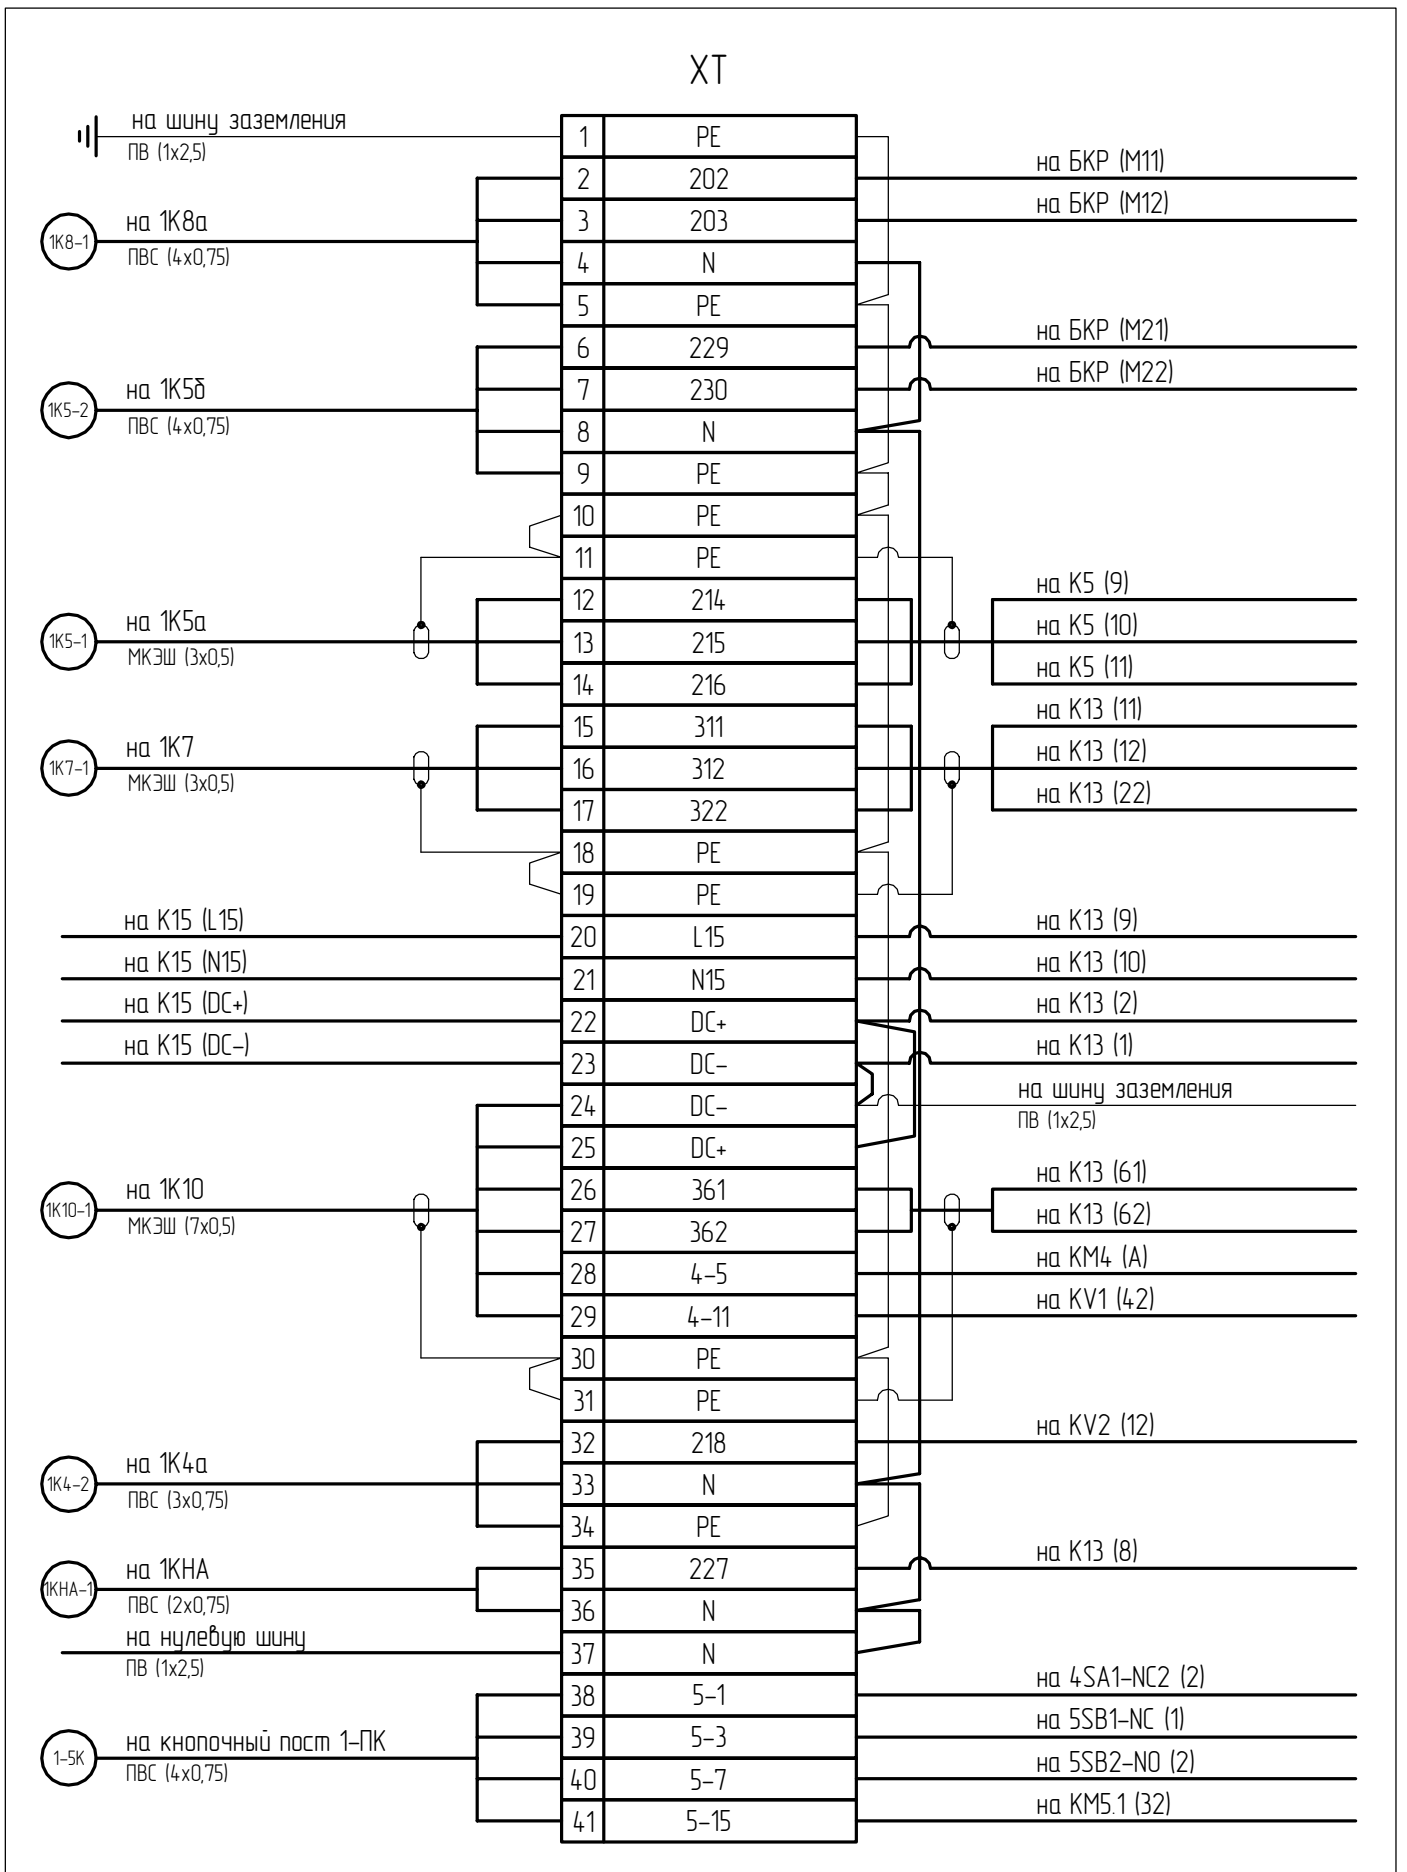 XT
на шину заземления
ПВ (1х2,5)
1 PE
на БКР (М11)
2 202
на БКР (М12)
3 203
на 1К8а
1К8-1
ПВС (4х0,75)
4 N
5 PE
на БКР (М21)
6 229
на БКР (М22)
7 230
на 1К5б
1К5-2
ПВС (4х0,75)
8 N
9 PE
10 PE
11 PE
на К5 (9)
12 214
на К5 (10)
на 1К5а
1К5-1
13 215
МКЭШ (3х0,5)
на К5 (11)
14 216
на К13 (11)
15 311
на К13 (12)
на 1К7
1К7-1
16 312
МКЭШ (3х0,5)
на К13 (22)
17 322
18 PE
19 PE
на К15 (L15)
20 L15
на К13 (9)
на К15 (N15)
21 N15
на К13 (10)
на К15 (DC+)
22 DC+
на К13 (2)
на К15 (DC-)
23 DC-
на К13 (1)
24 DC-
на шину заземления
ПВ (1х2,5)
25 DC+
на К13 (61)
26 361
на 1К10
1К10-1
МКЭШ (7х0,5)
на К13 (62)
27 362
на КМ4 (А)
28 4-5
на KV1 (42)
29 4-11
30 PE
31 PE
на KV2 (12)
32 218
на 1К4а
1К4-2
33 N
ПВС (3х0,75)
34 PE
на К13 (8)
35 227
на 1КНА
1КНА-1
ПВС (2х0,75)
36 N
на нулевую шину
37 N
ПВ (1х2,5)
на 4SA1-NC2 (2)
38 5-1
на 5SB1-NC (1)
39 5-3
на кнопочный пост 1-ПК
1-5К
ПВС (4х0,75)
на 5SB2-NO (2)
40 5-7
на КМ5.1 (32)
41 5-15